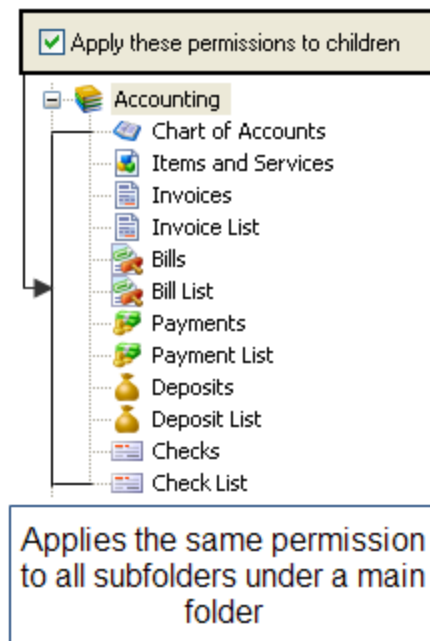 Apply these permissions to children
Accounting
Chart of Accounts
Items and Services
Invoices
Invoice List
Bills
Bill List
Payments
Payment List
Deposits
Deposit List
Checks
Check List
Applies the same permission
to all subfolders under a main
folder